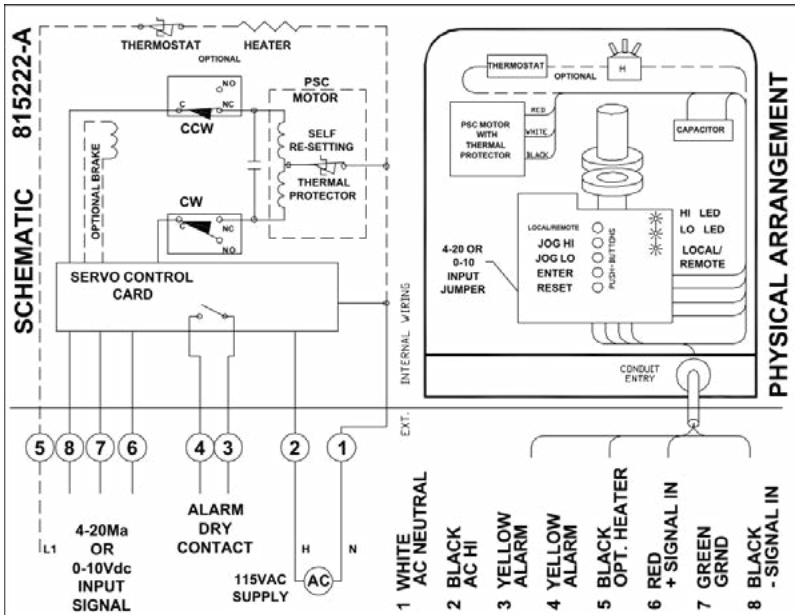 SCHEMATIC 815222-A
THERMOSTAT
HEATER
OPTIONAL
NO
C
NC
CCW
PSC
MOTOR
SELF
RE-SETTING
THERMAL
PROTECTOR
OPTIONAL BRAKE
CW
C
NC
NO
SERVO CONTROL
CARD
EXT. INTERNAL WIRING
5
8
7
6
4
3
2
1
L1
4-20Ma
OR
0-10Vdc
INPUT
SIGNAL
ALARM
DRY
CONTACT
H
N
115VAC
SUPPLY
AC
PHYSICAL ARRANGEMENT
THERMOSTAT
OPTIONAL
H
PSC MOTOR
WITH
THERMAL
PROTECTOR
RED
WHITE
BLACK
CAPACITOR
4-20 OR
0-10
INPUT
JUMPER
LOCAL/REMOTE
JOG HI
JOG LO
ENTER
RESET
PUSH-BUTTONS
HI LED
LO LED
LOCAL/
REMOTE
CONDUIT
ENTRY
1 WHITE
AC NEUTRAL
2 BLACK
AC HI
3 YELLOW
ALARM
4 YELLOW
ALARM
5 BLACK
OPT. HEATER
6 RED
+ SIGNAL IN
7 GREEN
GRND
8 BLACK
- SIGNAL IN